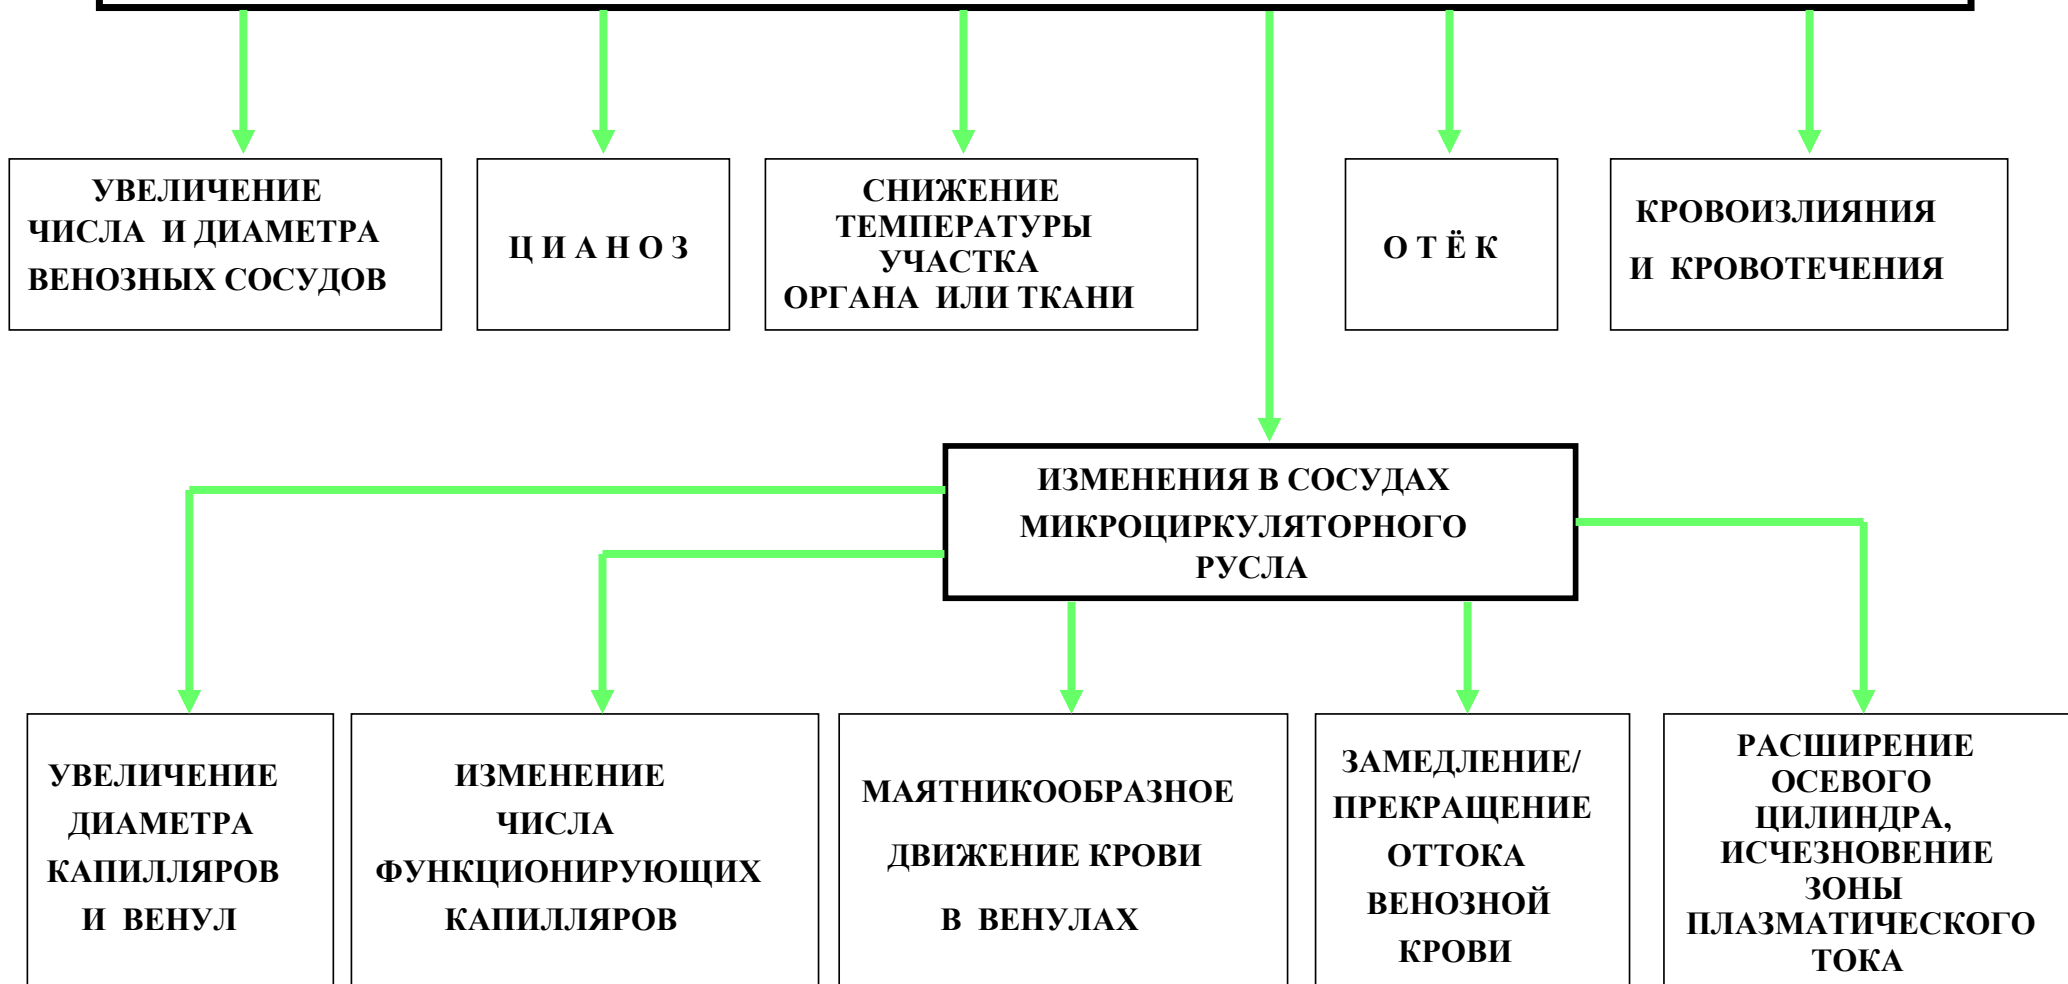 УВЕЛИЧЕНИЕ
ЧИСЛА И ДИАМЕТРА
ВЕНОЗНЫХ СОСУДОВ
Ц И А Н О З
СНИЖЕНИЕ
ТЕМПЕРАТУРЫ
УЧАСТКА
ОРГАНА ИЛИ ТКАНИ
О Т Ё К
КРОВОИЗЛИЯНИЯ
И КРОВОТЕЧЕНИЯ
ИЗМЕНЕНИЯ В СОСУДАХ
МИКРОЦИРКУЛЯТОРНОГО
РУСЛА
УВЕЛИЧЕНИЕ
ДИАМЕТРА
КАПИЛЛЯРОВ
И ВЕНУЛ
ИЗМЕНЕНИЕ
ЧИСЛА
ФУНКЦИОНИРУЮЩИХ
КАПИЛЛЯРОВ
МАЯТНИКООБРАЗНОЕ
ДВИЖЕНИЕ КРОВИ
В ВЕНУЛАХ
ЗАМЕДЛЕНИЕ/
ПРЕКРАЩЕНИЕ
ОТТОКА
ВЕНОЗНОЙ
КРОВИ
РАСШИРЕНИЕ
ОСЕВОГО
ЦИЛИНДРА,
ИСЧЕЗНОВЕНИЕ
ЗОНЫ
ПЛАЗМАТИЧЕСКОГО
ТОКА